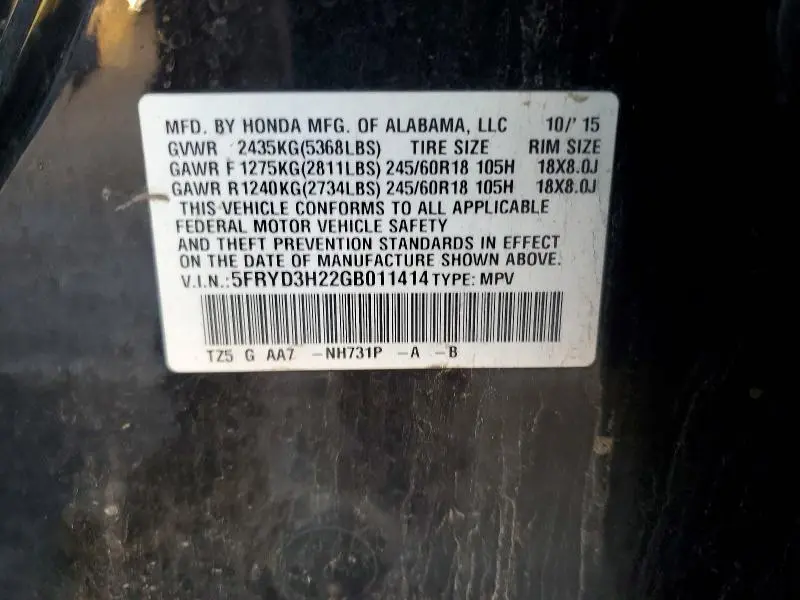 MFD. BY HONDA MFG. OF ALABAMA, LLC 10/' 15
GVWR 2435KG(5368LBS) TIRE SIZE RIM SIZE
GAWR F 1275KG(2811LBS) 245/60R18 105H 18X8.0J
GAWR R1240KG(2734LBS) 245/60R18 105H 18X8.0J
THIS VEHICLE CONFORMS TO ALL APPLICABLE
FEDERAL MOTOR VEHICLE SAFETY
AND THEFT PREVENTION STANDARDS IN EFFECT
ON THE DATE OF MANUFACTURE SHOWN ABOVE.
V.I.N.:5FRYD3H22GB011414 TYPE: MPV
TZ5 G AA7 -NH731P -A -B